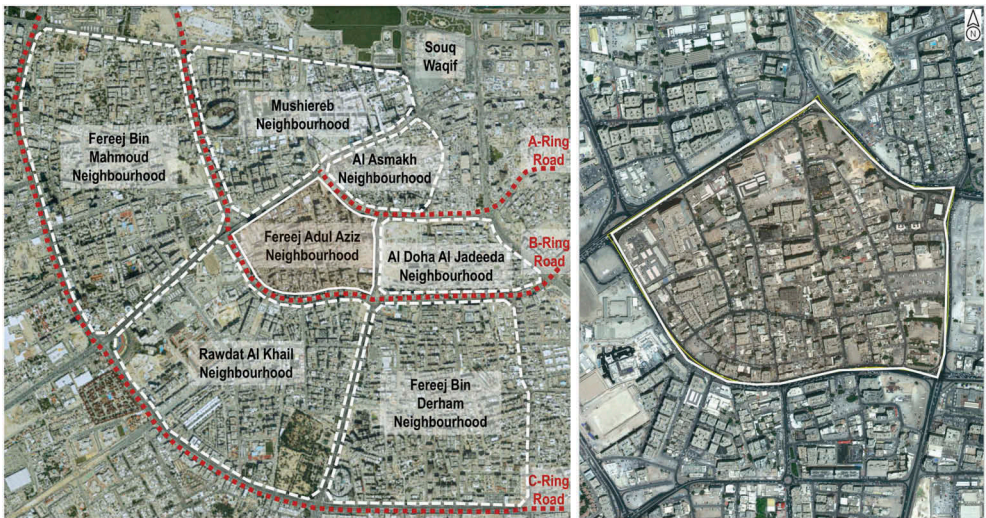 Souq
Waqif
Mushiereb
Neighbourhood
Fereej Bin
Mahmoud
Neighbourhood
A-Ring
Road
Al Asmakh
Neighbourhood
Fereej Adul Aziz
Neighbourhood
B-Ring
Road
Al Doha Al Jadeeda
Neighbourhood
Rawdat Al Khail
Neighbourhood
Fereej Bin
Derham
Neighbourhood
C-Ring
Road
N